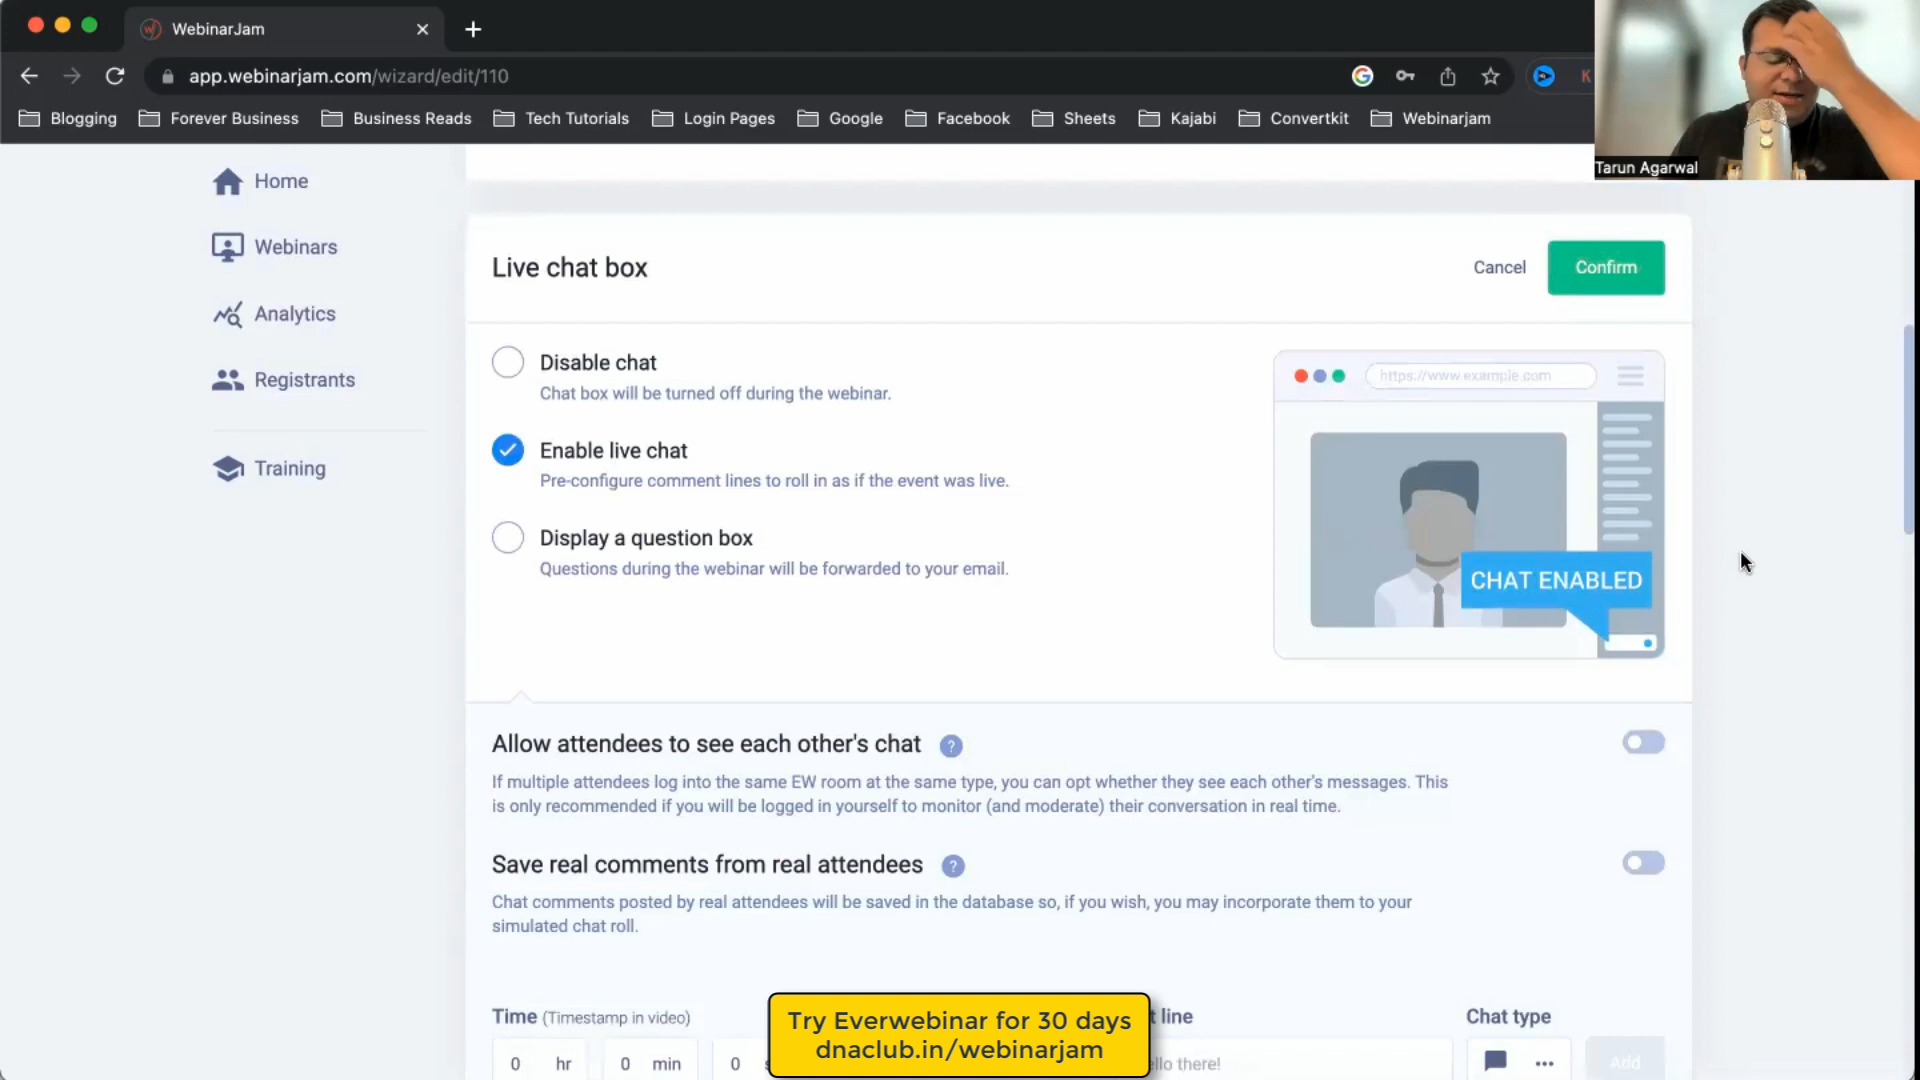 WebinarJam
app.webinarjam.com/wizard/edit/110
K
Blogging
Forever Business
Business Reads
Tech Tutorials
Login Pages
Google
Facebook
Sheets
Kajabi
Convertkit
Webinarjam
Tarun Agarwal
Home
Webinars
Analytics
Registrants
Training
Live chat box
Cancel
Confirm
Disable chat
Chat box will be turned off during the webinar.
Enable live chat
Pre-configure comment lines to roll in as if the event was live.
Display a question box
Questions during the webinar will be forwarded to your email.
https://www.example.com
CHAT ENABLED
Allow attendees to see each other's chat ?
If multiple attendees log into the same EW room at the same type, you can opt whether they see each other's messages. This
is only recommended if you will be logged in yourself to monitor (and moderate) their conversation in real time.
Save real comments from real attendees ?
Chat comments posted by real attendees will be saved in the database so, if you wish, you may incorporate them to your
simulated chat roll.
Time (Timestamp in video)
line
Chat type
0 hr
0 min
0
there!
Add
Try Everwebinar for 30 days
dnaclub.in/webinarjam